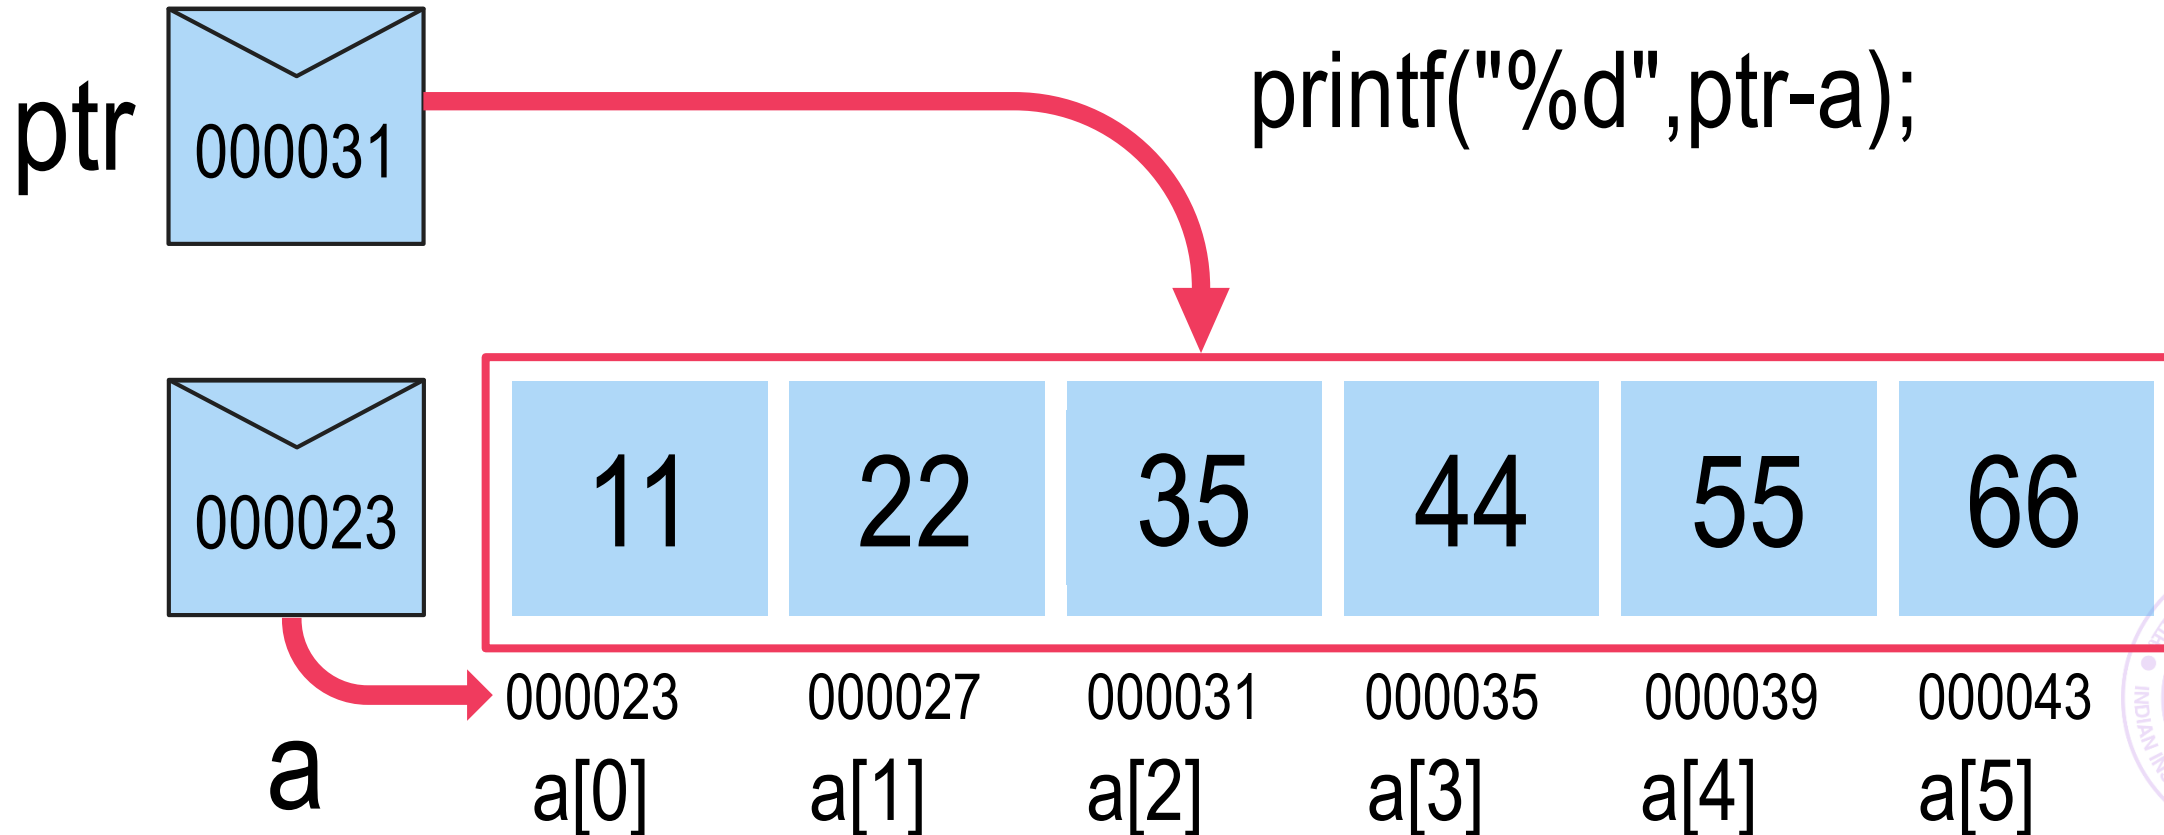 printf("%d",ptr-a);
ptr
000031
000023
11 22 35 44 55 66
000023 000027 000031 000035 000039 000043
a
a[0] a[1] a[2] a[3] a[4] a[5]
INDIAN